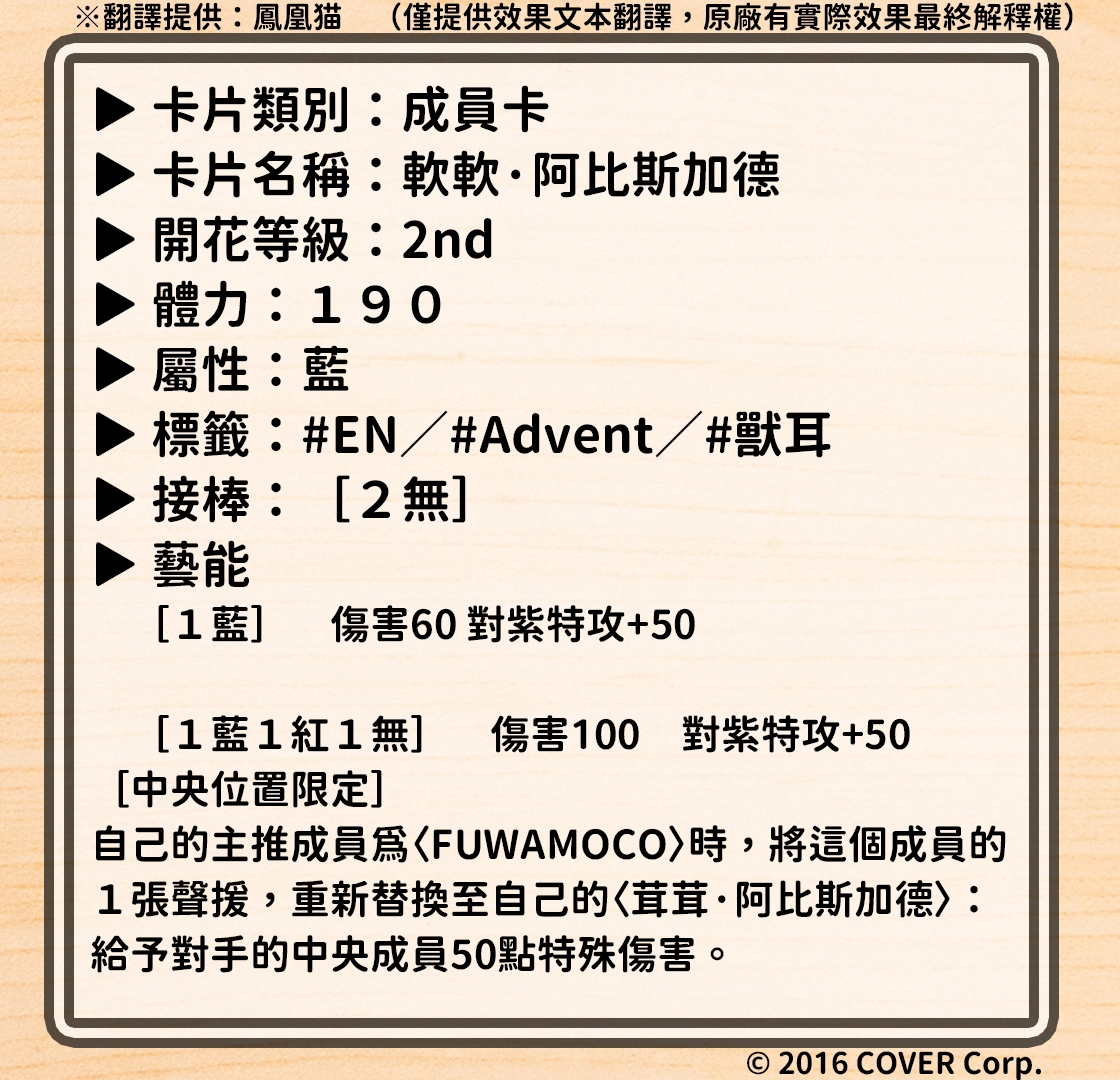 ※翻譯提供：鳳凰猫　（僅提供效果文本翻譯，原廠有實際效果最終解釋權）
▶ 卡片類別：成員卡
▶ 卡片名稱：軟軟·阿比斯加德
▶ 開花等級：2nd
▶ 體力：１９０
▶ 屬性：藍
▶ 標籤：#EN／#Advent／#獸耳
▶ 接棒：［２無］
▶ 藝能
［１藍］　傷害60 對紫特攻+50
［１藍１紅１無］　傷害100　對紫特攻+50
［中央位置限定］
自己的主推成員爲〈FUWAMOCO〉時，將這個成員的
１張聲援，重新替換至自己的〈茸茸·阿比斯加德〉：
給予對手的中央成員50點特殊傷害。
© 2016 COVER Corp.